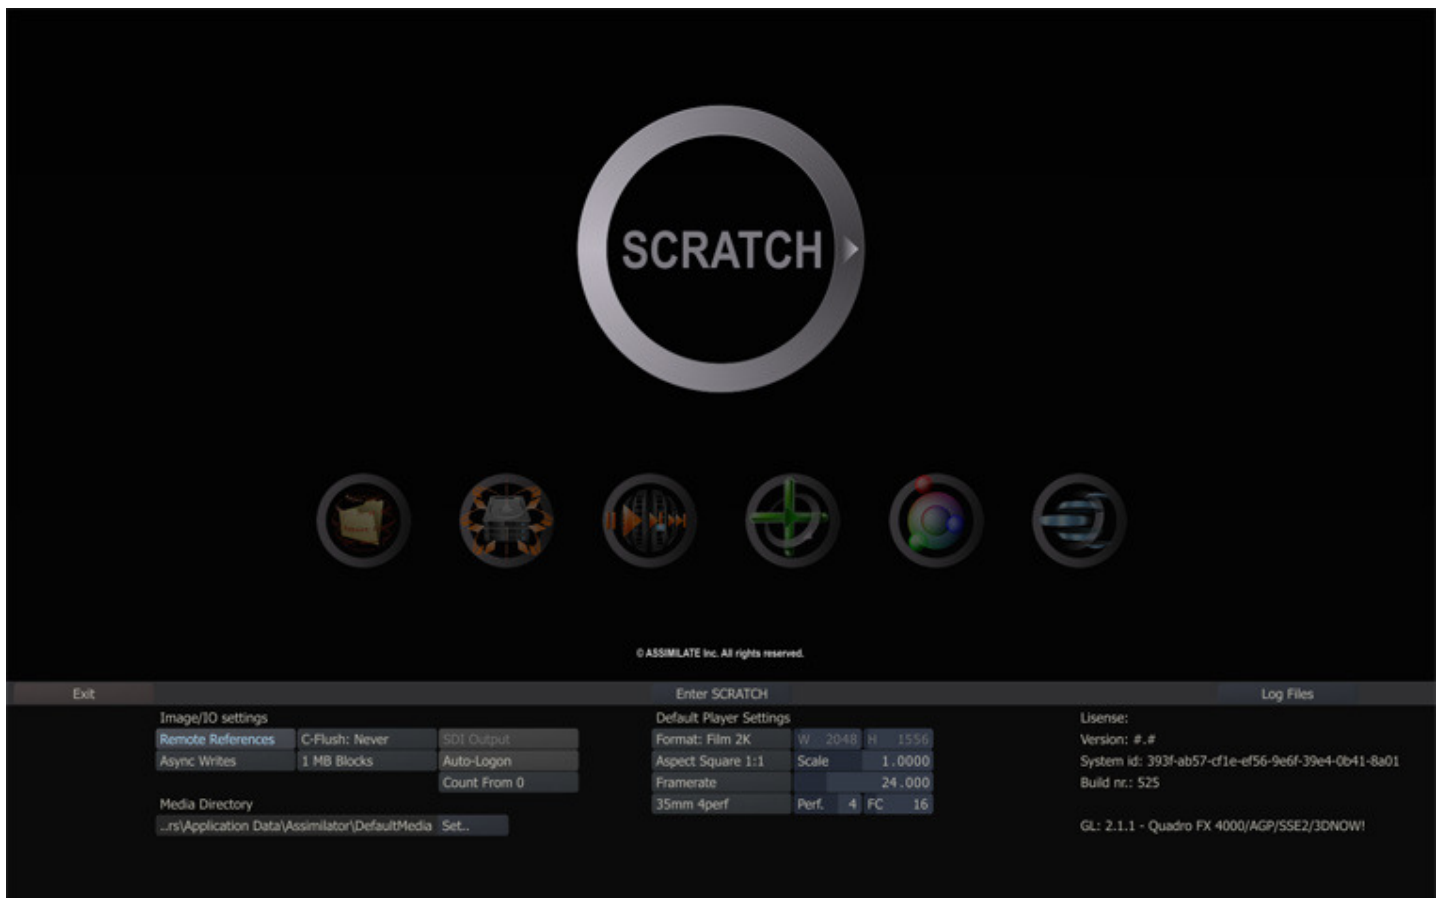 SCRATCH
© ASSIMILATE Inc. All rights reserved.
Exit Enter SCRATCH Log Files
Image/IO settings Default Player Settings Lisense:
Remote References C-Flush: Never SDI Output Format: Film 2K W 2048 H 1556 Version: #.#
Async Writes 1 MB Blocks Auto-Logon Aspect Square 1:1 Scale 1.0000 System id: 393f-ab57-cf1e-ef56-9e6f-39e4-0b41-8a01
Count From 0 Framerate 24.000 Build nr.: 525
Media Directory 35mm 4perf Perf. 4 FC 16
..rs\Application Data\Assimilator\DefaultMedia Set.. GL: 2.1.1 - Quadro FX 4000/AGP/SSE2/3DNOW!